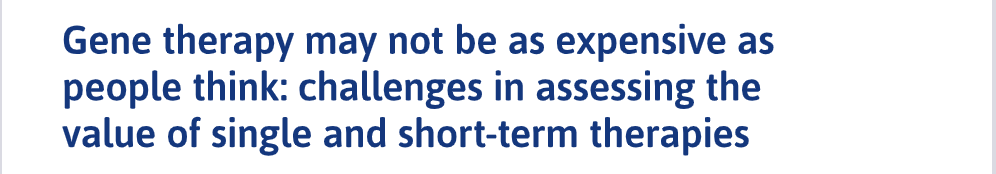 Gene therapy may not be as expensive as
people think: challenges in assessing the
value of single and short-term therapies